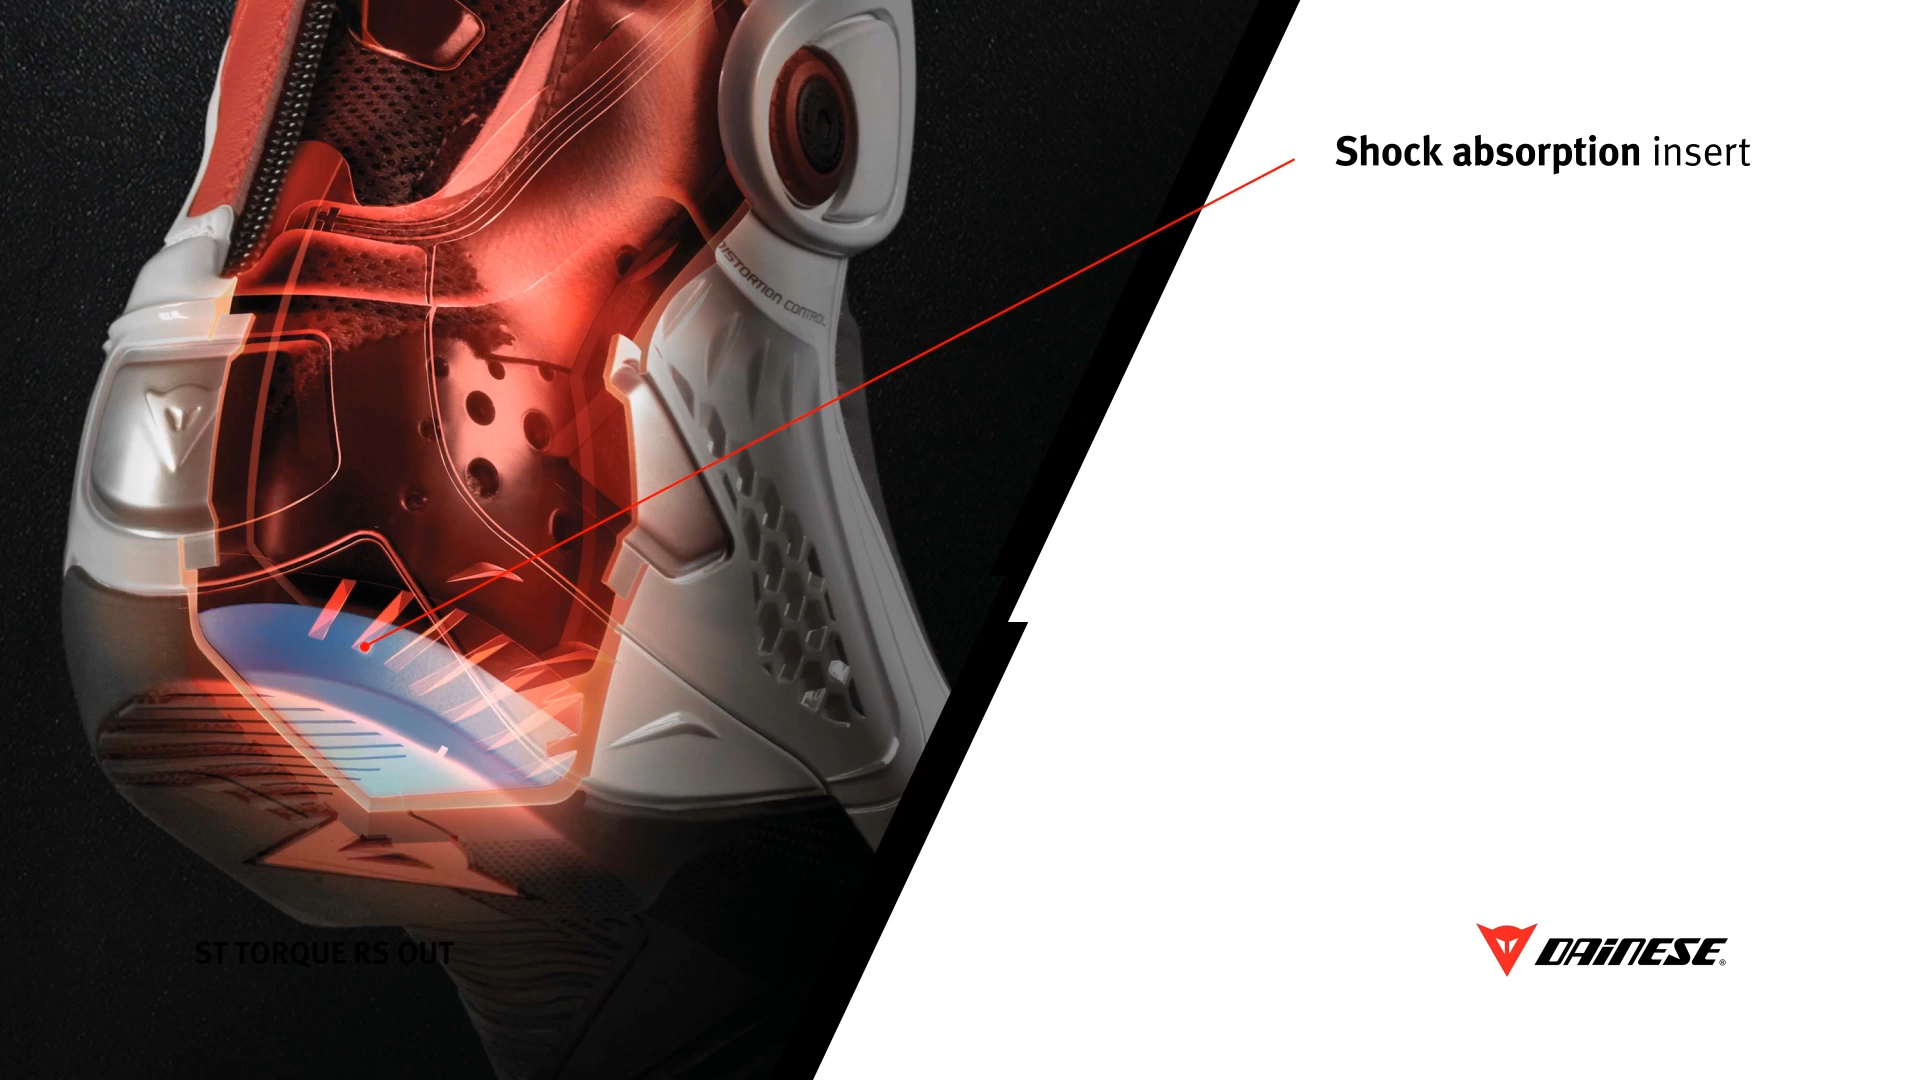 Shock absorption insert
DISTORTION CONTROL
ST TORQUE RS OUT
DAINESE®